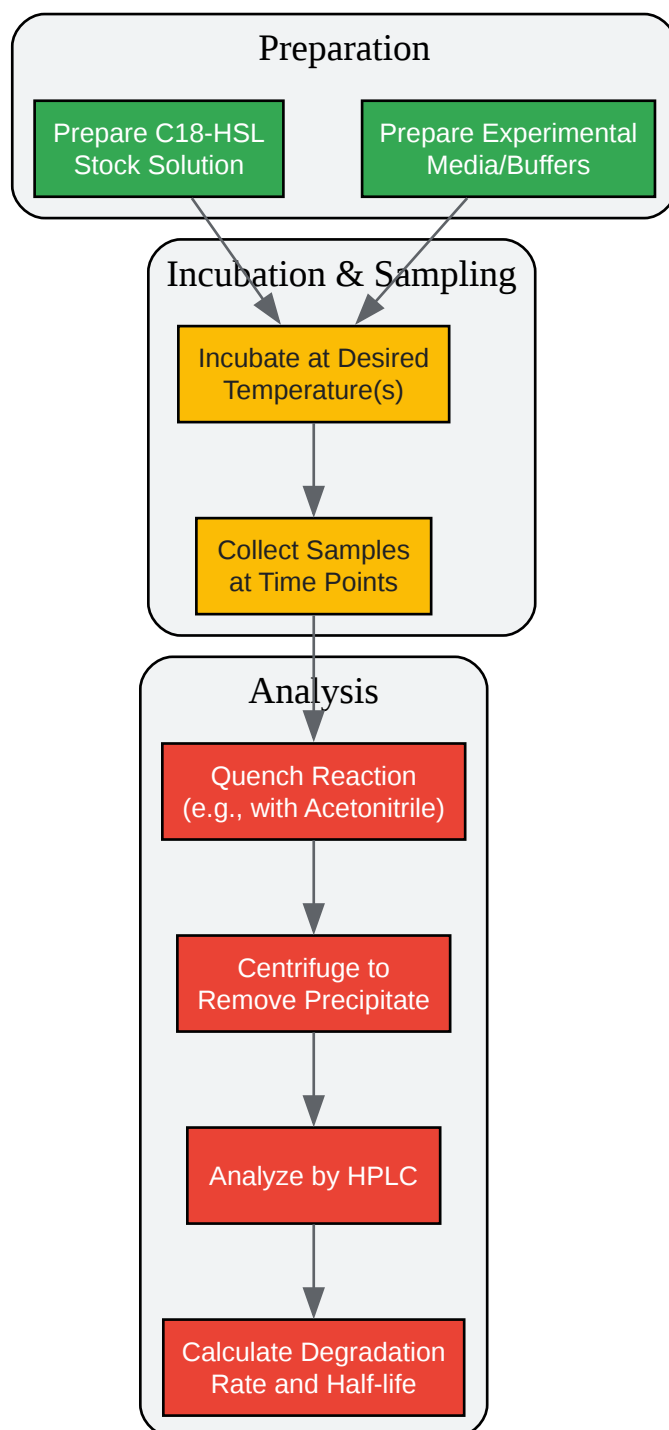 Preparation
Prepare C18-HSL
Stock Solution
Prepare Experimental
Media/Buffers
Incubation & Sampling
Incubate at Desired
Temperature(s)
Collect Samples
at Time Points
Analysis
Quench Reaction
(e.g., with Acetonitrile)
Centrifuge to
Remove Precipitate
Analyze by HPLC
Calculate Degradation
Rate and Half-life